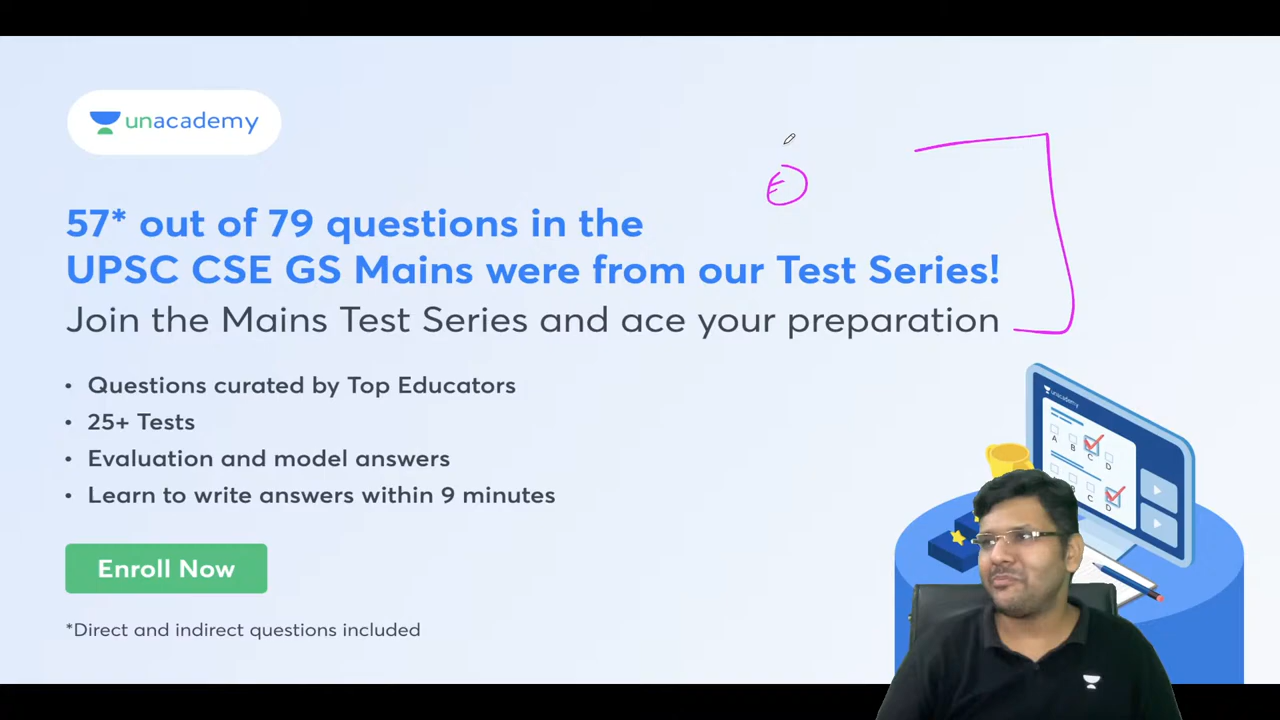 unacademy
57* out of 79 questions in the
UPSC CSE GS Mains were from our Test Series!
Join the Mains Test Series and ace your preparation
• Questions curated by Top Educators
• 25+ Tests
• Evaluation and model answers
• Learn to write answers within 9 minutes
Enroll Now
*Direct and indirect questions included
unacademy
A B C D
C D